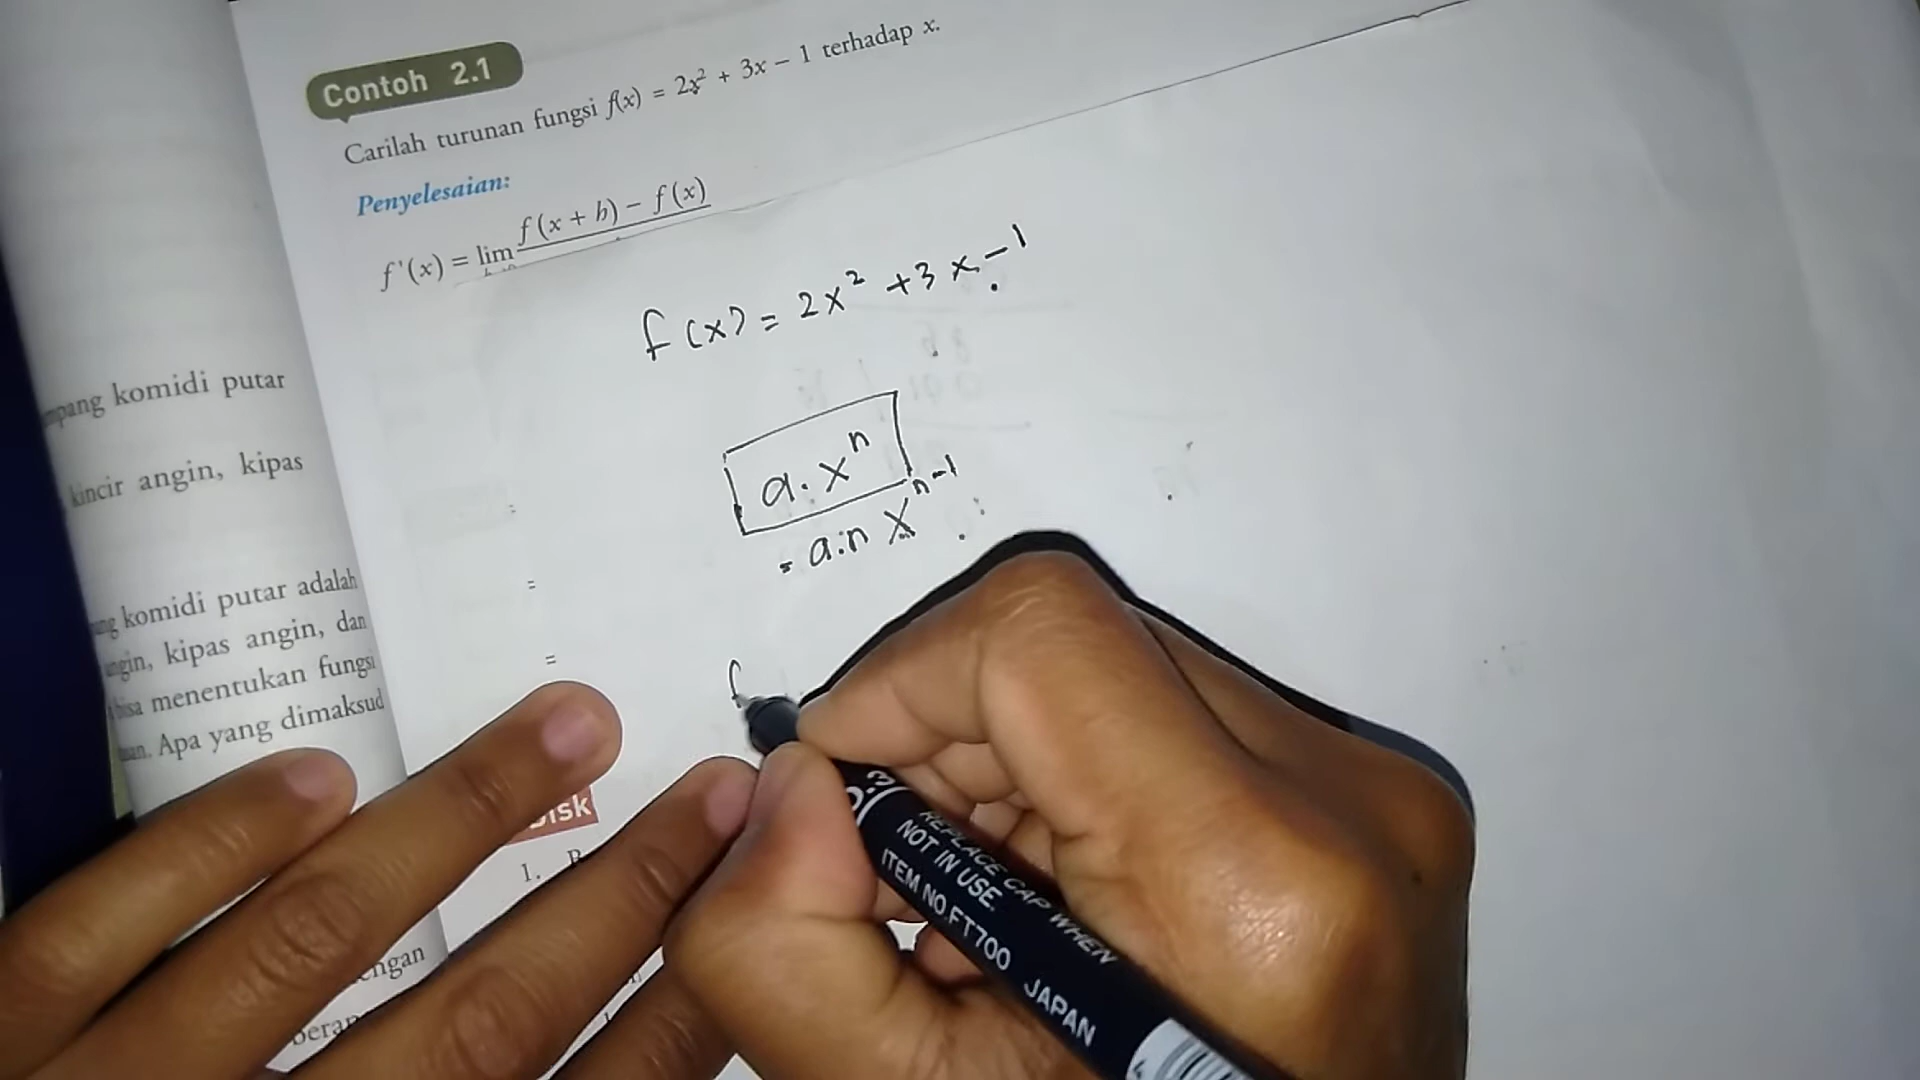 Contoh 2.1
Carilah turunan fungsi f(x) = 2x² + 3x − 1 terhadap x.
Penyelesaian:
f'(x) = lim f(x + h) − f(x)
f(x) = 2x² + 3x − 1
a.xⁿ
= a.n xⁿ⁻¹
f
komidi putar
kincir angin, kipas
komidi putar adalah
kipas angin, dan
menentukan fungsi
Apa yang dimaksud
=
=
1.
0.3
REPLACE CAP WHEN
NOT IN USE.
ITEM NO.FT700 JAPAN